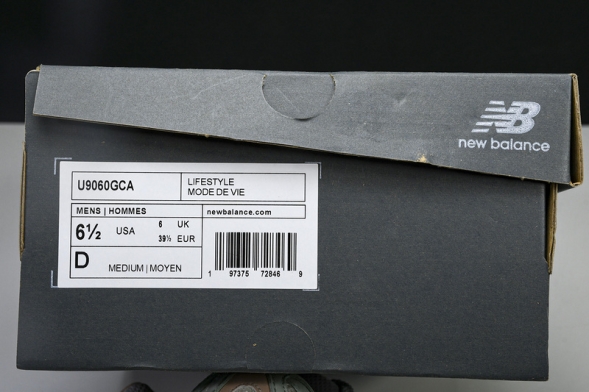 NB
new balance
U9060GCA
LIFESTYLE
MODE DE VIE
MENS | HOMMES
newbalance.com
6½ USA 6 UK
39½ EUR
D MEDIUM | MOYEN
1 97375 72846 9